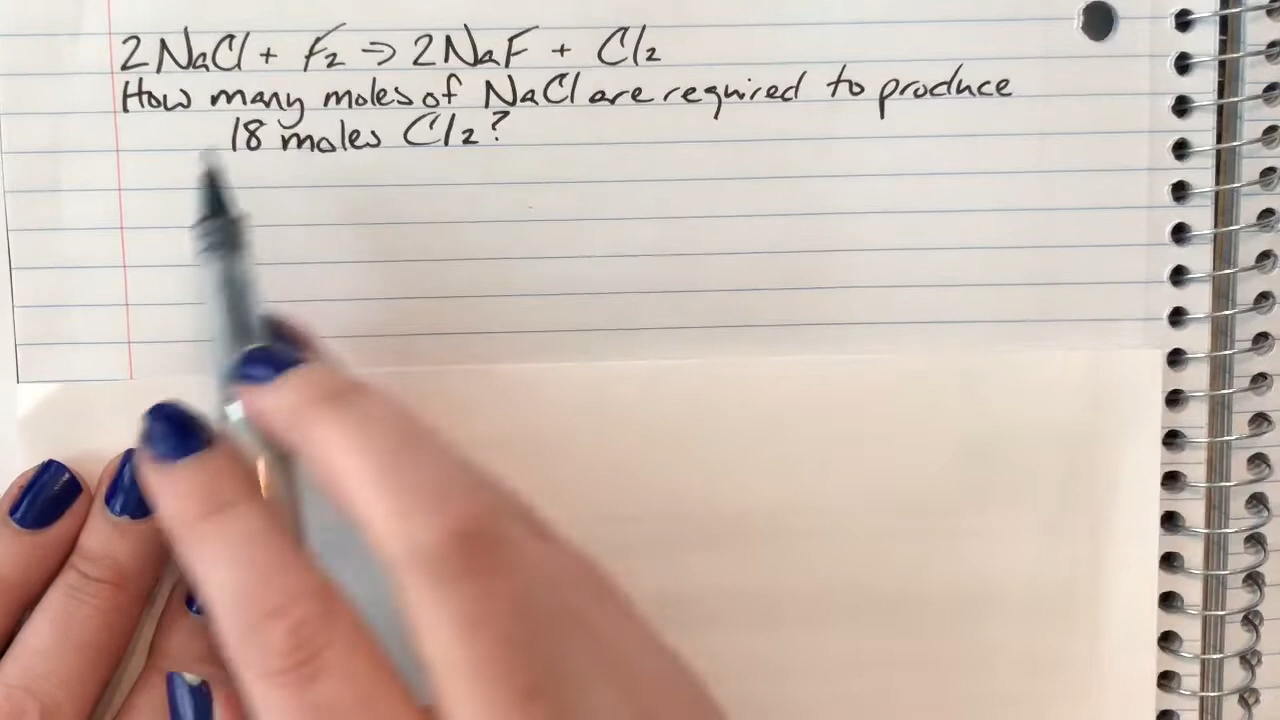 2NaCl + F2 → 2NaF + Cl2
How many moles of NaCl are required to produce
18 moles Cl2?